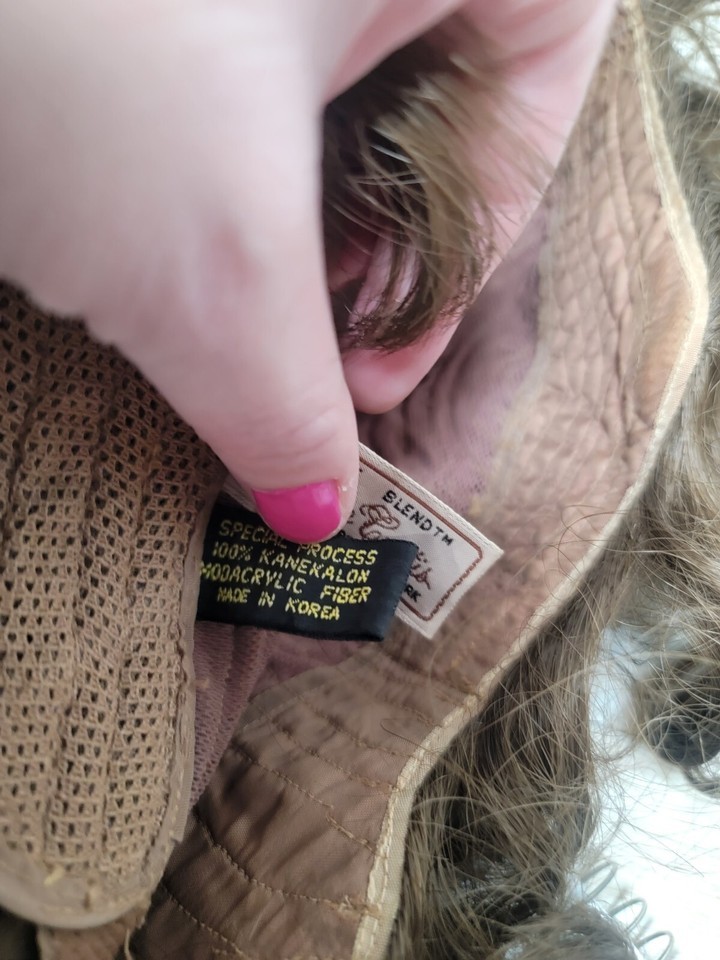 BLENDTM
SPECIAL PROCESS
100% KANEKALON
MODACRYLIC FIBER
MADE IN KOREA